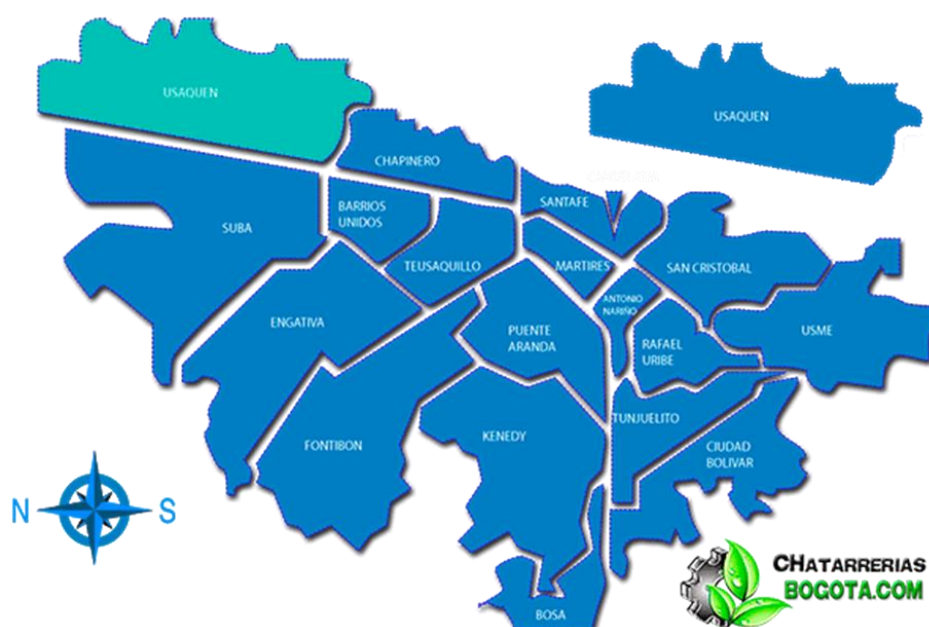 USAQUEN
USAQUEN
CHAPINERO
SANTAFE
BARRIOS
UNIDOS
SUBA
TEUSAQUILLO
MARTIRES
SAN CRISTOBAL
ANTONIO
NARIÑO
ENGATIVA
PUENTE
ARANDA
RAFAEL
URIBE
USME
TUNJUELITO
FONTIBON
KENEDY
CIUDAD
BOLIVAR
N
S
CHATARRERIAS
BOGOTA.COM
BOSA